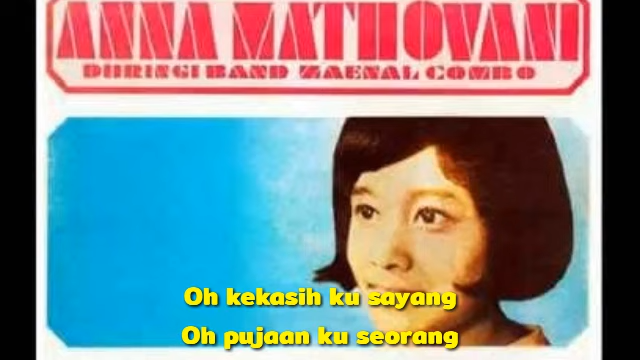 ANNA MATHOVANI
DIIRINGI BAND ZAENAL COMBO
Oh kekasih ku sayang
Oh pujaan ku seorang